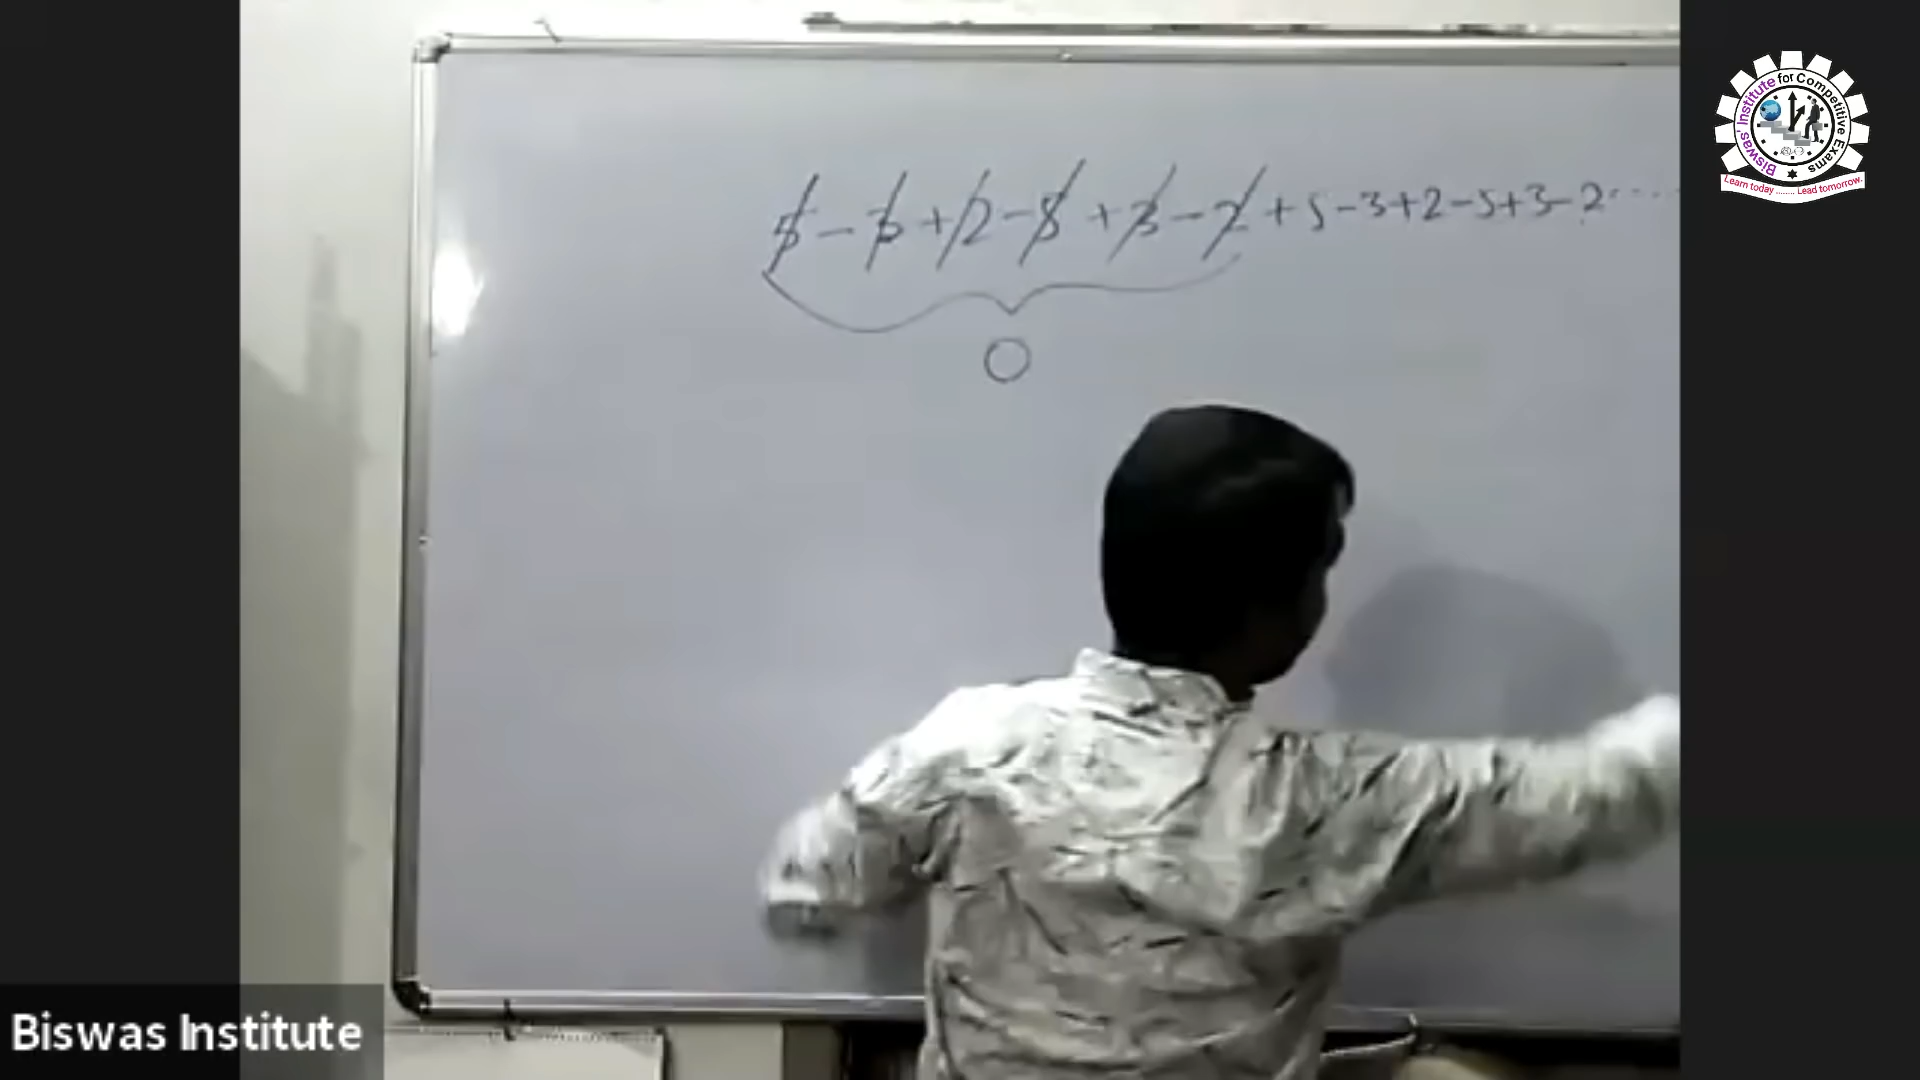 5 - 3 + 2 - 5 + 3 - 2 + 5 - 3 + 2 - 5 + 3 - 2 .....
0
Biswas' Institute for Competitive Exams
Learn today ........ Lead tomorrow.
Biswas Institute